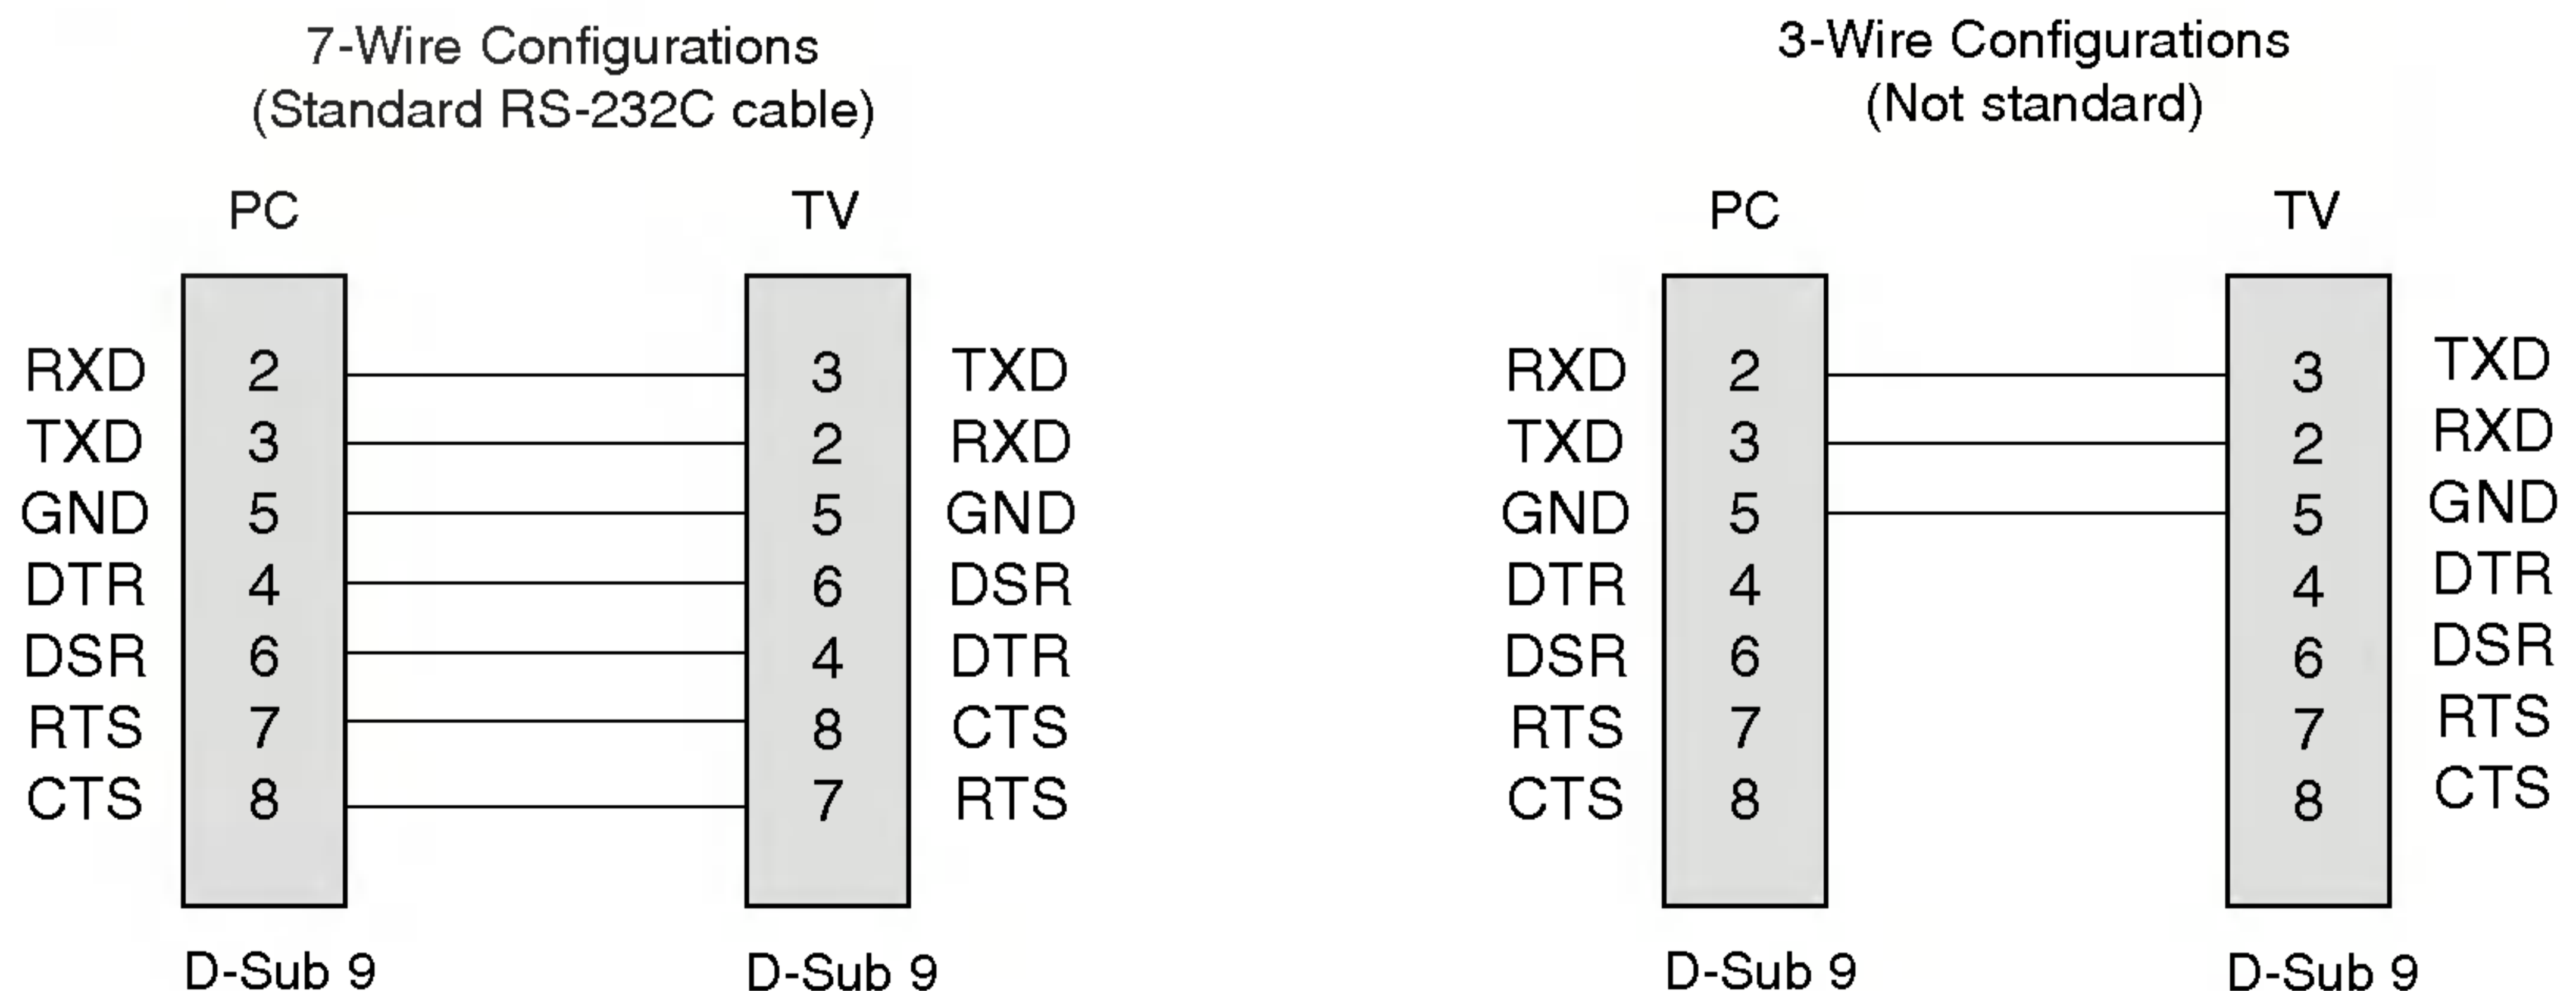 7-Wire Configurations
(Standard RS-232C cable)
PC TV
RXD 2 3 TXD
TXD 3 2 RXD
GND 5 5 GND
DTR 4 6 DSR
DSR 6 4 DTR
RTS 7 8 CTS
CTS 8 7 RTS
D-Sub 9 D-Sub 9
3-Wire Configurations
(Not standard)
PC TV
RXD 2 3 TXD
TXD 3 2 RXD
GND 5 5 GND
DTR 4 4 DTR
DSR 6 6 DSR
RTS 7 7 RTS
CTS 8 8 CTS
D-Sub 9 D-Sub 9